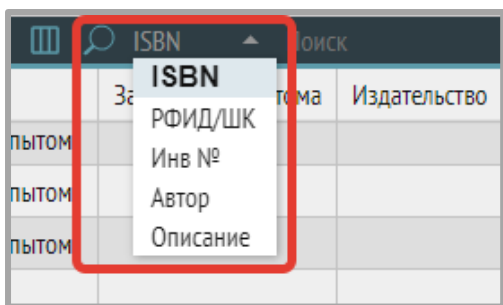 ISBN Поиск
ISBN
За тома Издательство
РФИД/ШК
пытом
Инв №
пытом
Автор
пытом
Описание